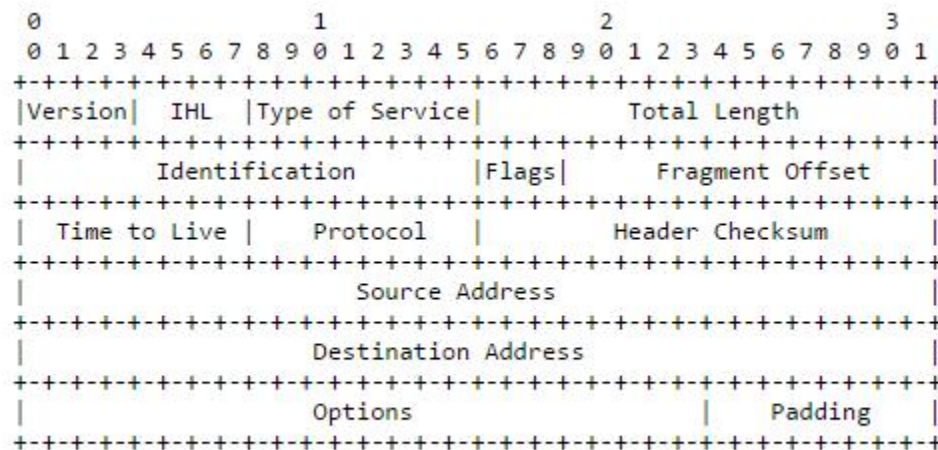 0                   1                   2                   3
0 1 2 3 4 5 6 7 8 9 0 1 2 3 4 5 6 7 8 9 0 1 2 3 4 5 6 7 8 9 0 1
+-+-+-+-+-+-+-+-+-+-+-+-+-+-+-+-+-+-+-+-+-+-+-+-+-+-+-+-+-+-+-+-+
|Version|  IHL  |Type of Service|          Total Length         |
+-+-+-+-+-+-+-+-+-+-+-+-+-+-+-+-+-+-+-+-+-+-+-+-+-+-+-+-+-+-+-+-+
|         Identification        |Flags|      Fragment Offset    |
+-+-+-+-+-+-+-+-+-+-+-+-+-+-+-+-+-+-+-+-+-+-+-+-+-+-+-+-+-+-+-+-+
|  Time to Live |    Protocol   |         Header Checksum       |
+-+-+-+-+-+-+-+-+-+-+-+-+-+-+-+-+-+-+-+-+-+-+-+-+-+-+-+-+-+-+-+-+
|                       Source Address                          |
+-+-+-+-+-+-+-+-+-+-+-+-+-+-+-+-+-+-+-+-+-+-+-+-+-+-+-+-+-+-+-+-+
|                    Destination Address                        |
+-+-+-+-+-+-+-+-+-+-+-+-+-+-+-+-+-+-+-+-+-+-+-+-+-+-+-+-+-+-+-+-+
|                    Options                    |    Padding    |
+-+-+-+-+-+-+-+-+-+-+-+-+-+-+-+-+-+-+-+-+-+-+-+-+-+-+-+-+-+-+-+-+